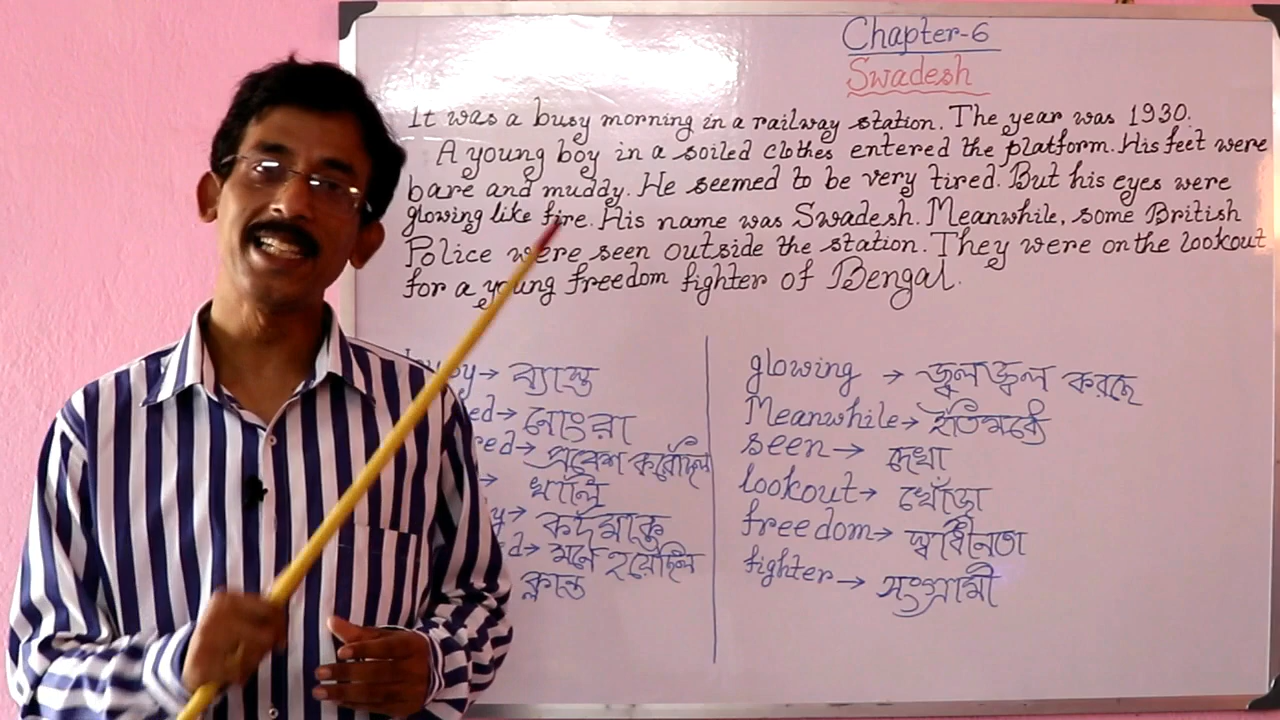 Chapter-6
Swadesh
It was a busy morning in a railway station. The year was 1930.
A young boy in a soiled clothes entered the platform. His feet were
bare and muddy. He seemed to be very tired. But his eyes were
glowing like fire. His name was Swadesh. Meanwhile, some British
Police were seen outside the station. They were on the lookout
for a young freedom fighter of Bengal.
busy → ব্যাস্ত
ed→ নোংরা
red→ প্রবেশ করেছিল
→ খালি
y→ কর্দমাক্ত
d→ মনে হয়েছিল
ক্লান্ত
glowing → জ্বলজ্বল করছে
Meanwhile→ ইতিমধ্যে
seen→ দেখা
lookout→ খোঁজা
freedom→ স্বাধীনতা
fighter→ সংগ্রামী